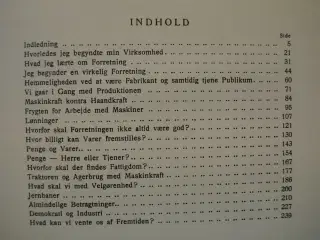 INDHOLD
Side
Indledning 5
Hvorledes jeg begyndte min Virksomhed 21
Hvad jeg lærte om Forretning 31
Jeg begynder en virkelig Forretning 44
Hemmeligheden ved at være Fabrikant og samtidig tjene Publikum 60
Vi gaar i Gang med Produktionen 71
Maskinkraft kontra Haandkraft 84
Frygten for Arbejde med Maskiner 95
Lønninger 107
Hvorfor skal Forretningen ikke altid være god? 121
Hvor billigt kan Varer fremstilles? 130
Penge og Varer 143
Penge — Herre eller Tjener? 154
Hvorfor skal der findes Fattigdom? 167
Traktoren og Agerbrug med Maskinkraft 177
Hvad skal vi med Velgørenhed? 186
Jernbaner 200
Almindelige Betragtninger 210
Demokrati og Industri 227
Hvad kan vi vente os af Fremtiden? 239